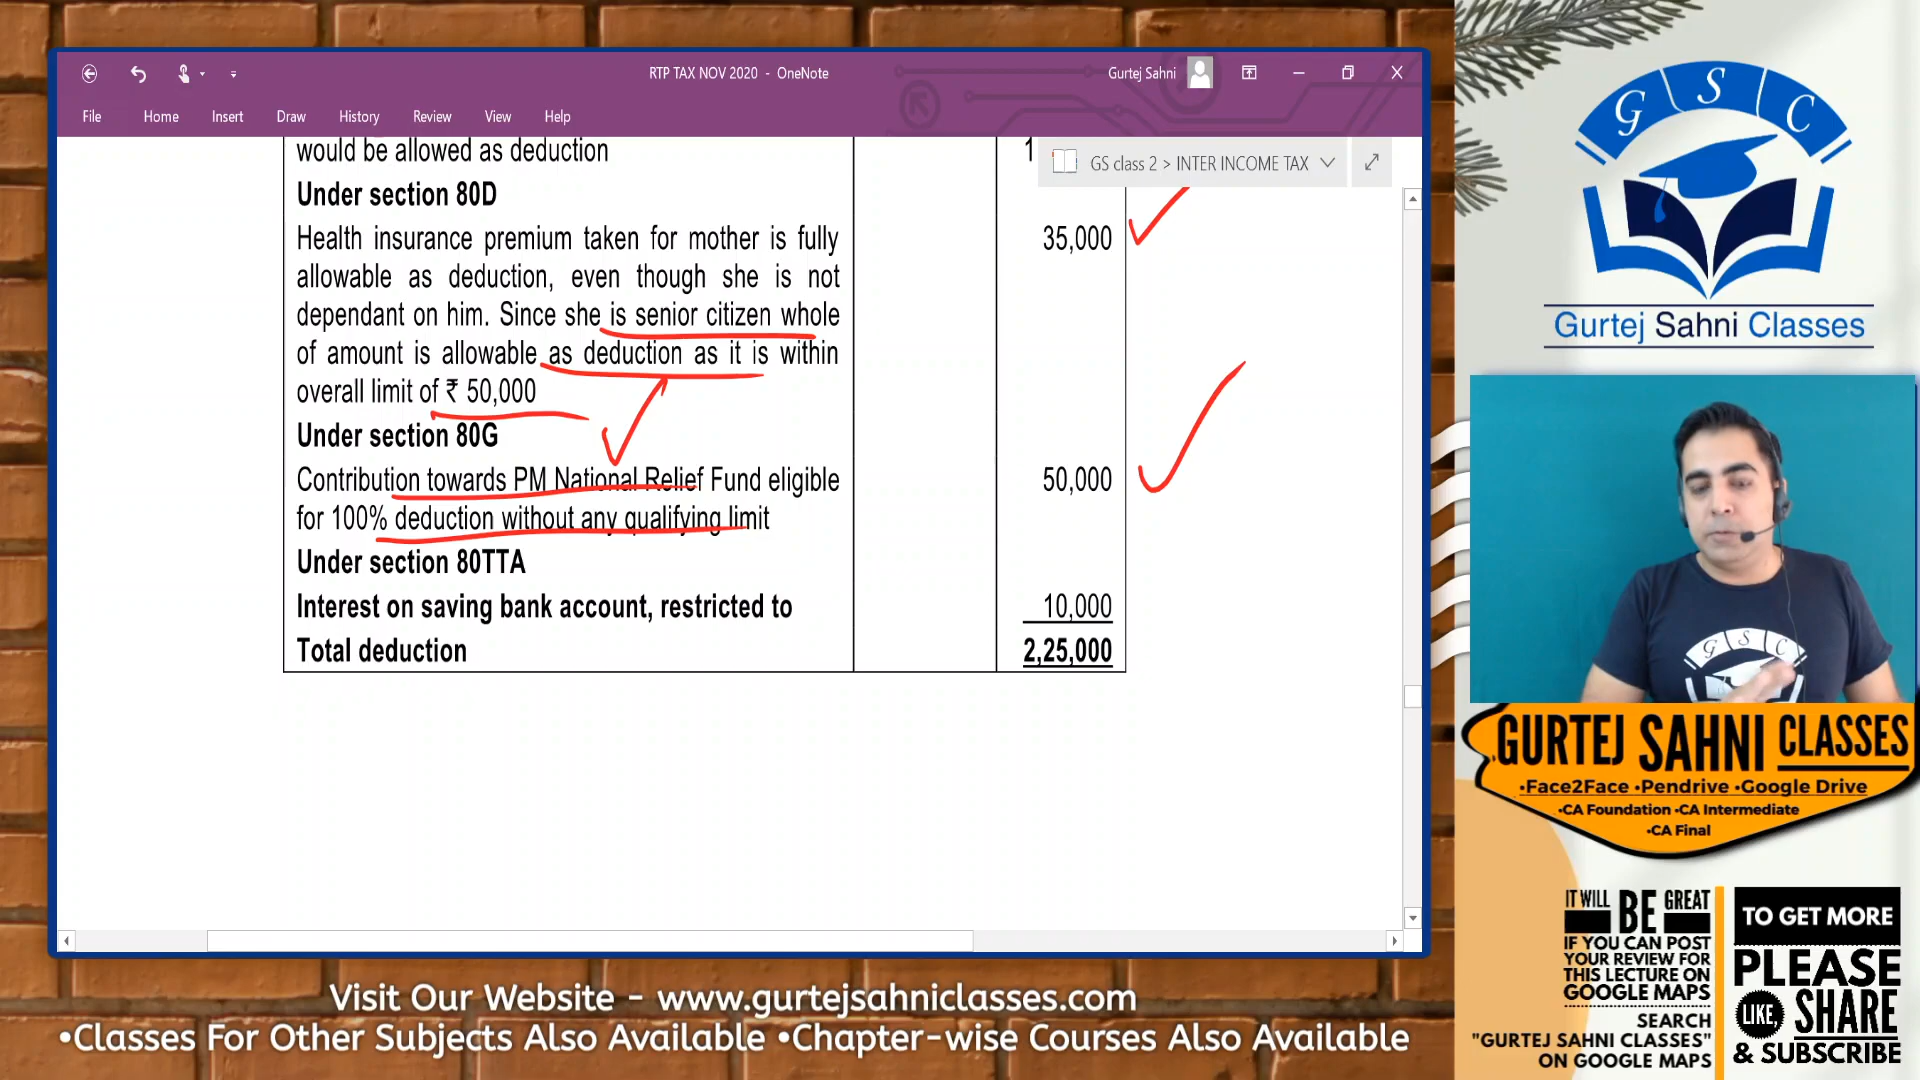 RTP TAX NOV 2020 - OneNote
Gurtej Sahni
File Home Insert Draw History Review View Help
GS class 2 > INTER INCOME TAX
would be allowed as deduction
Under section 80D
Health insurance premium taken for mother is fully 35,000
allowable as deduction, even though she is not
dependant on him. Since she is senior citizen whole
of amount is allowable as deduction as it is within
overall limit of ₹ 50,000
Under section 80G
Contribution towards PM National Relief Fund eligible 50,000
for 100% deduction without any qualifying limit
Under section 80TTA
Interest on saving bank account, restricted to 10,000
Total deduction 2,25,000
G S C
Gurtej Sahni Classes
G S C
GURTEJ SAHNI CLASSES
•Face2Face •Pendrive •Google Drive
•CA Foundation •CA Intermediate
•CA Final
IT WILL BE GREAT
IF YOU CAN POST
YOUR REVIEW FOR
THIS LECTURE ON
GOOGLE MAPS
SEARCH
"GURTEJ SAHNI CLASSES"
ON GOOGLE MAPS
TO GET MORE
PLEASE
LIKE, SHARE
& SUBSCRIBE
Visit Our Website - www.gurtejsahniclasses.com
•Classes For Other Subjects Also Available •Chapter-wise Courses Also Available